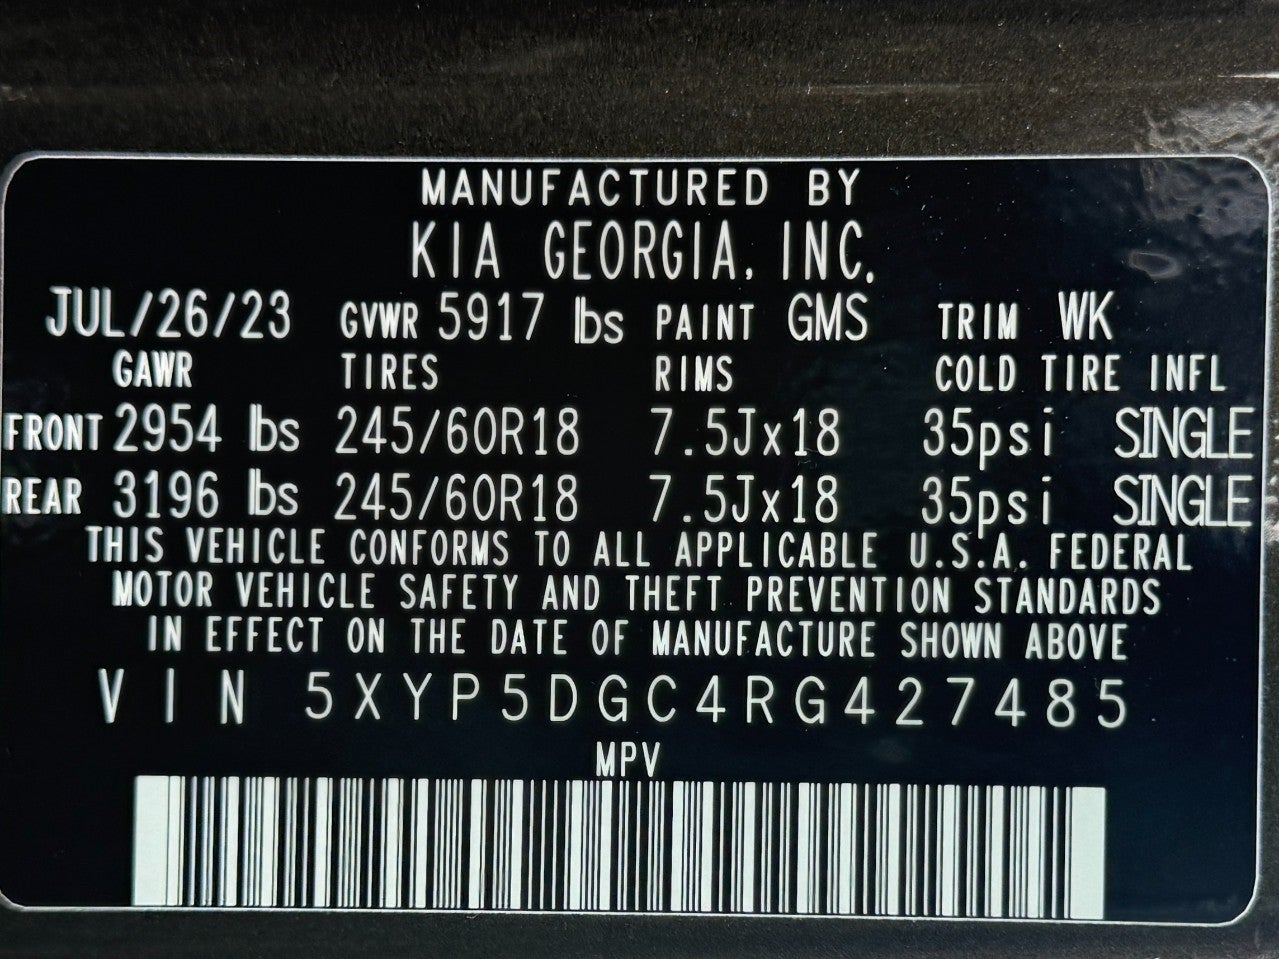 MANUFACTURED BY
KIA GEORGIA, INC.
JUL/26/23 GVWR 5917 lbs PAINT GMS TRIM WK
GAWR TIRES RIMS COLD TIRE INFL
FRONT 2954 lbs 245/60R18 7.5Jx18 35psi SINGLE
REAR 3196 lbs 245/60R18 7.5Jx18 35psi SINGLE
THIS VEHICLE CONFORMS TO ALL APPLICABLE U.S.A. FEDERAL
MOTOR VEHICLE SAFETY AND THEFT PREVENTION STANDARDS
IN EFFECT ON THE DATE OF MANUFACTURE SHOWN ABOVE
VIN 5XYP5DGC4RG427485
MPV